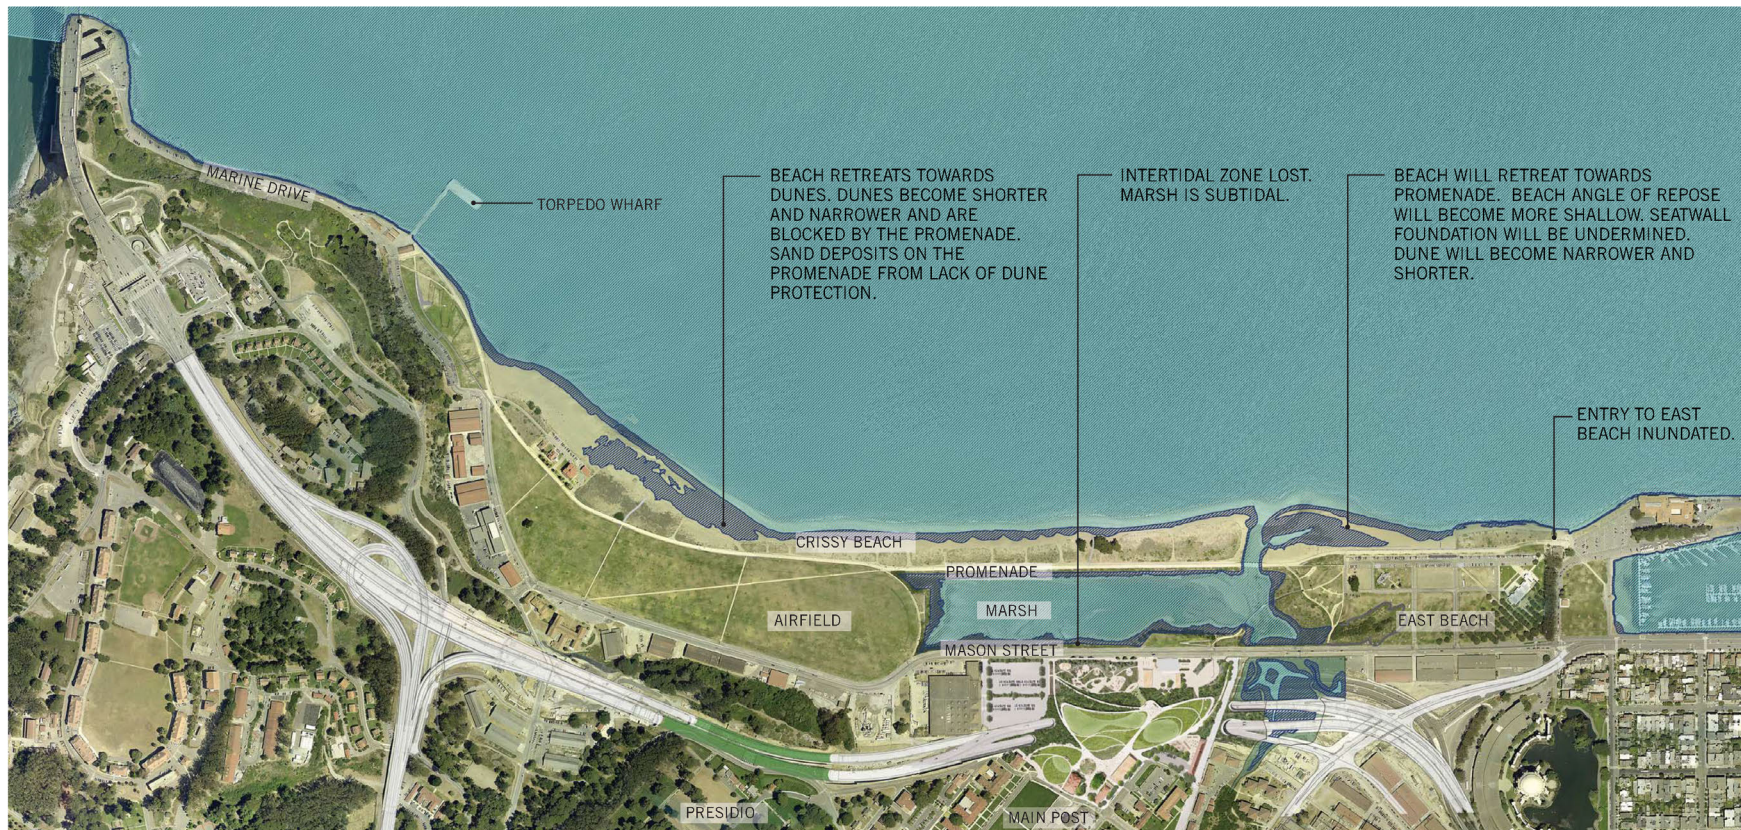 MARINE DRIVE
TORPEDO WHARF
BEACH RETREATS TOWARDS
DUNES. DUNES BECOME SHORTER
AND NARROWER AND ARE
BLOCKED BY THE PROMENADE.
SAND DEPOSITS ON THE
PROMENADE FROM LACK OF DUNE
PROTECTION.
INTERTIDAL ZONE LOST.
MARSH IS SUBTIDAL.
BEACH WILL RETREAT TOWARDS
PROMENADE. BEACH ANGLE OF REPOSE
WILL BECOME MORE SHALLOW. SEATWALL
FOUNDATION WILL BE UNDERMINED.
DUNE WILL BECOME NARROWER AND
SHORTER.
ENTRY TO EAST
BEACH INUNDATED.
CRISSY BEACH
PROMENADE
MARSH
AIRFIELD
EAST BEACH
MASON STREET
PRESIDIO
MAIN POST